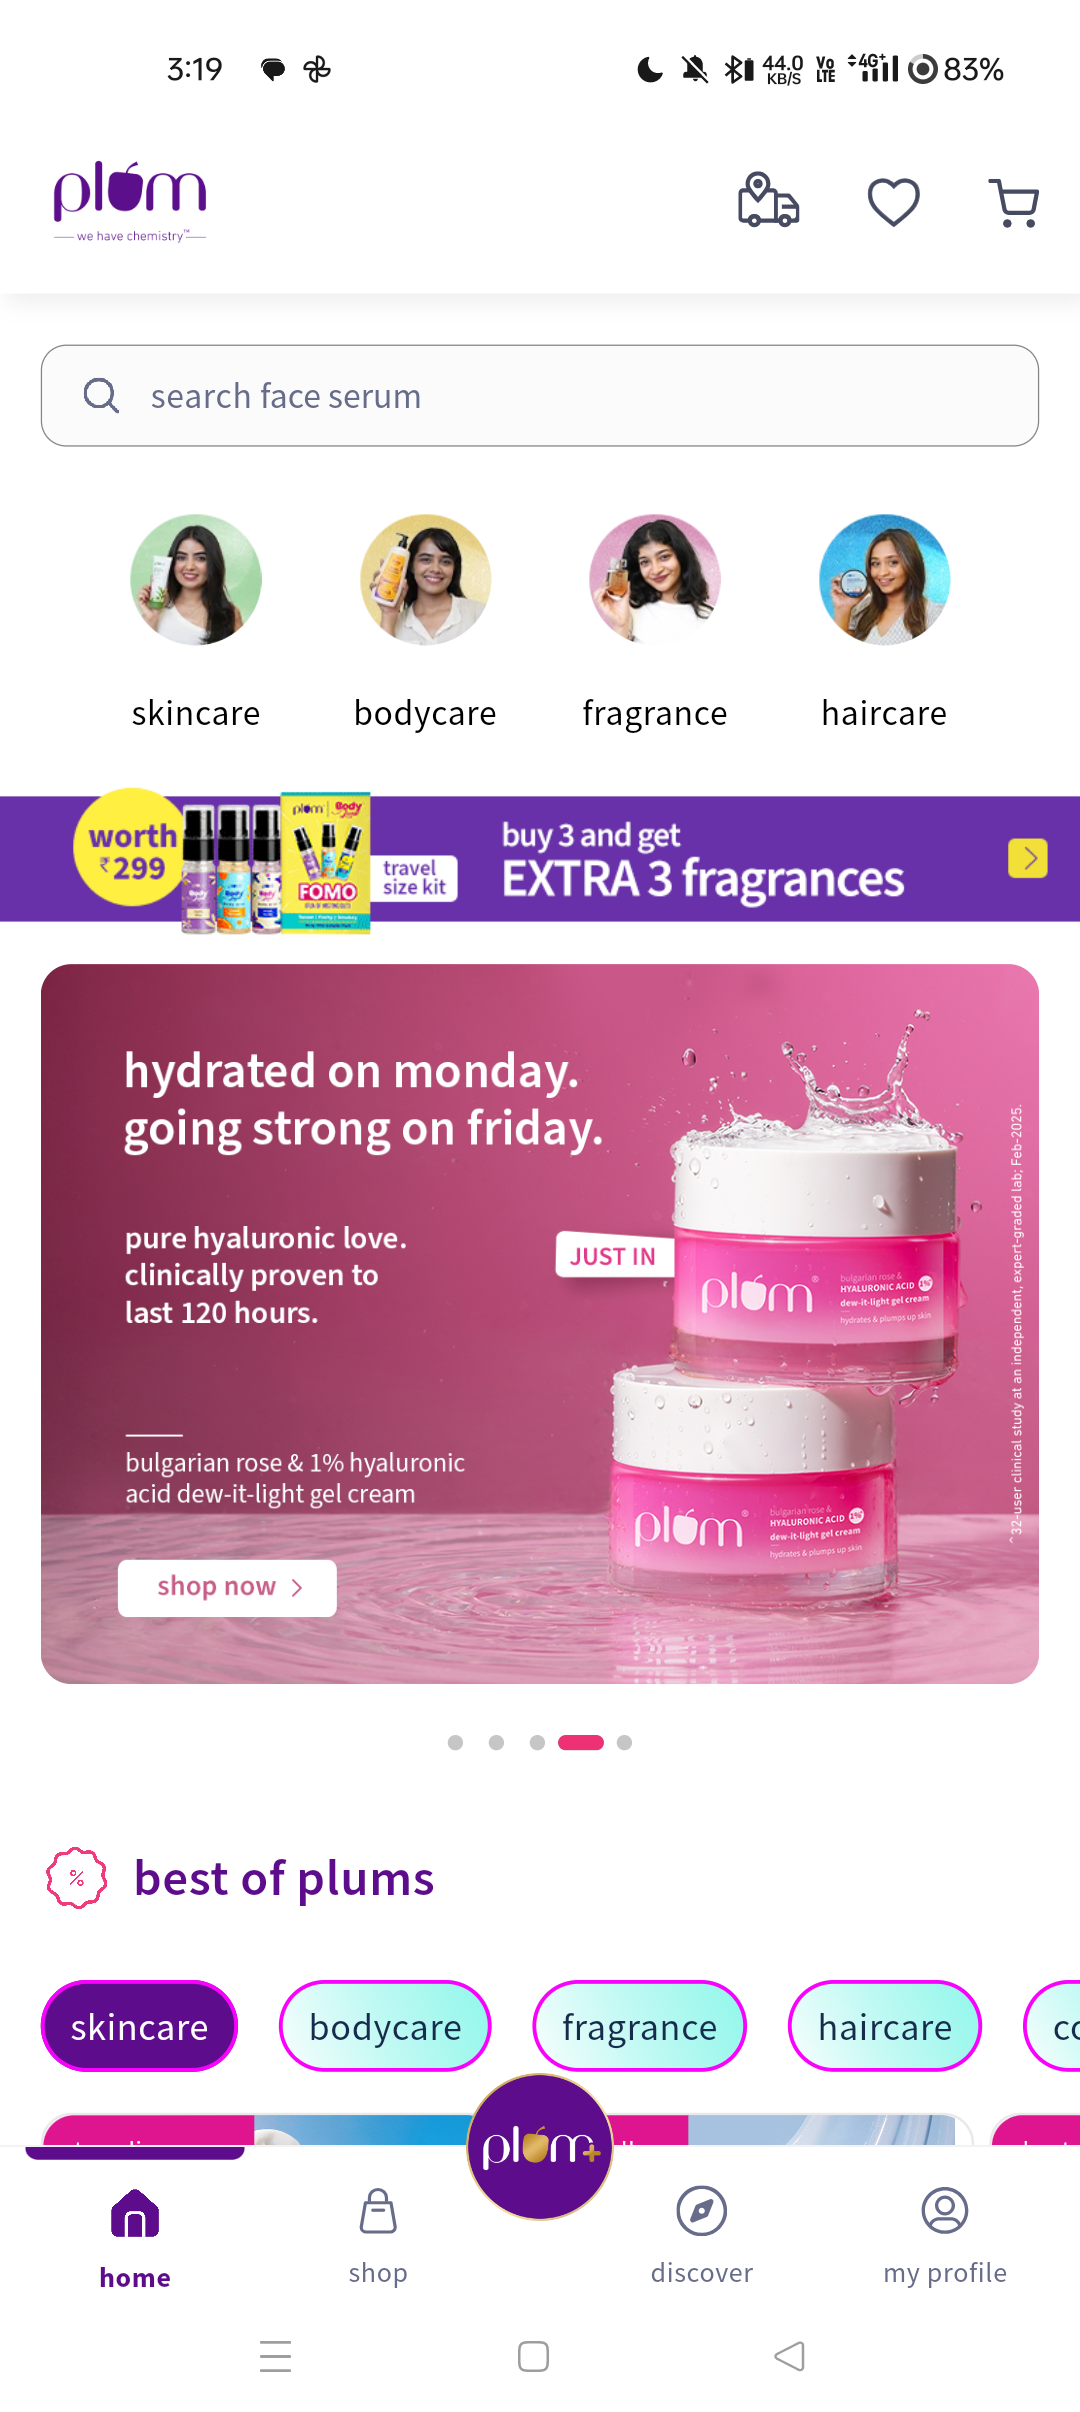 3:19
44.0
KB/S
Vo
LTE
4G+
83%
plum
we have chemistry™
search face serum
skincare
bodycare
fragrance
haircare
worth
₹299
plum
Body
FOMO
travel
size kit
buy 3 and get
EXTRA 3 fragrances
hydrated on monday.
going strong on friday.
pure hyaluronic love.
clinically proven to
last 120 hours.
JUST IN
plum®
bulgarian rose &
HYALURONIC ACID 1%
dew-it-light gel cream
hydrates & plumps up skin
plum®
bulgarian rose &
HYALURONIC ACID 1%
dew-it-light gel cream
hydrates & plumps up skin
^32-user clinical study at an independent, expert-graded lab; Feb-2025.
bulgarian rose & 1% hyaluronic
acid dew-it-light gel cream
shop now
%
best of plums
skincare
bodycare
fragrance
haircare
plum+
home
shop
discover
my profile